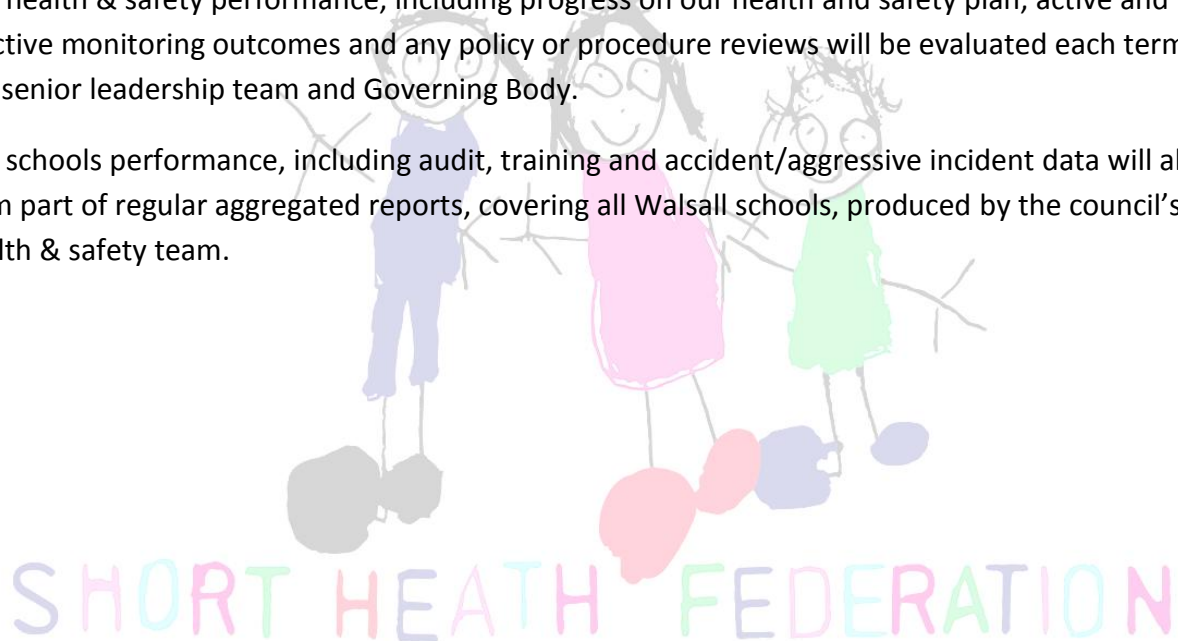 health & safety performance, including progress on our health and safety plan, active and
ctive monitoring outcomes and any policy or procedure reviews will be evaluated each term
senior leadership team and Governing Body.
schools performance, including audit, training and accident/aggressive incident data will al
m part of regular aggregated reports, covering all Walsall schools, produced by the council’s
lth & safety team.
SHORT HEATH FEDERATION